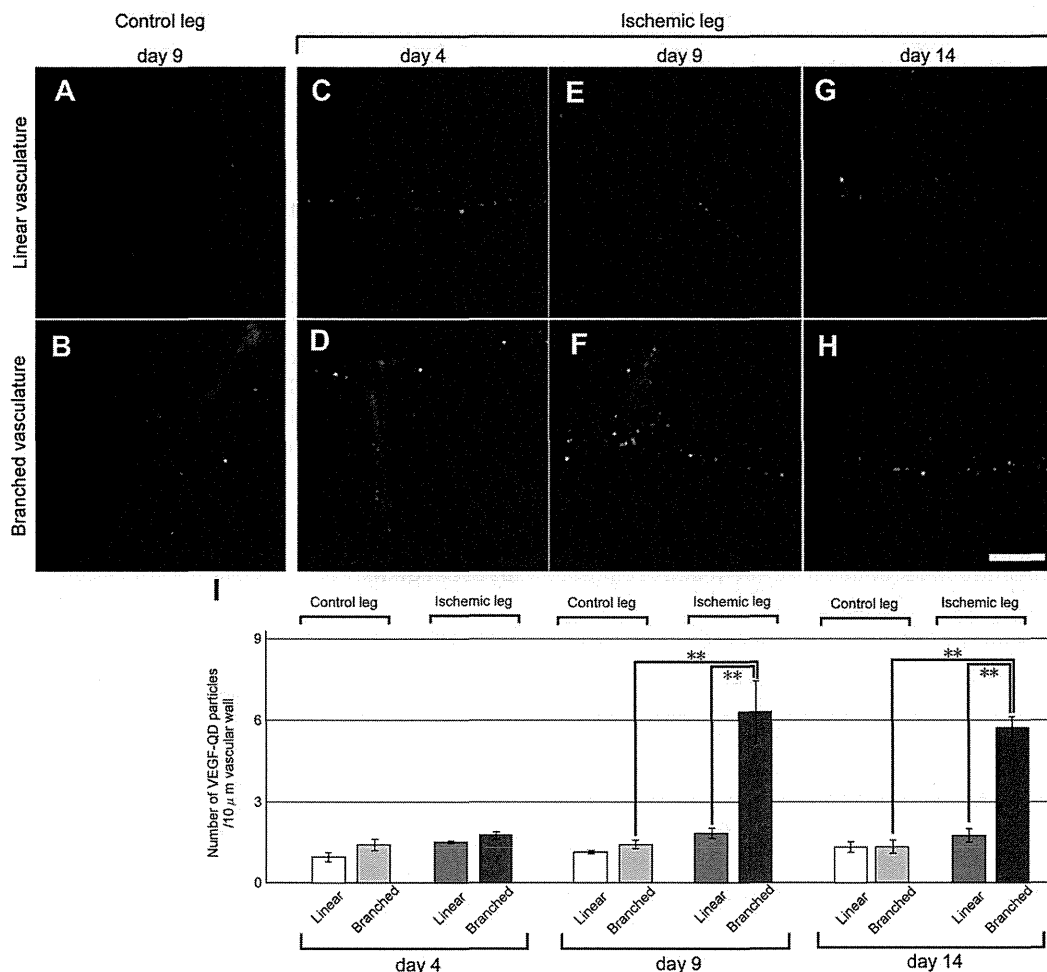 Control leg
Ischemic leg
day 9
day 4
day 9
day 14
Linear vasculature
A
C
E
G
Branched vasculature
B
D
F
H
I
Control leg
Ischemic leg
Control leg
Ischemic leg
Control leg
Ischemic leg
Number of VEGF-QD particles
/10 μm vascular wall
9
6
3
0
**
**
**
**
Linear
Branched
Linear
Branched
Linear
Branched
Linear
Branched
Linear
Branched
Linear
Branched
day 4
day 9
day 14